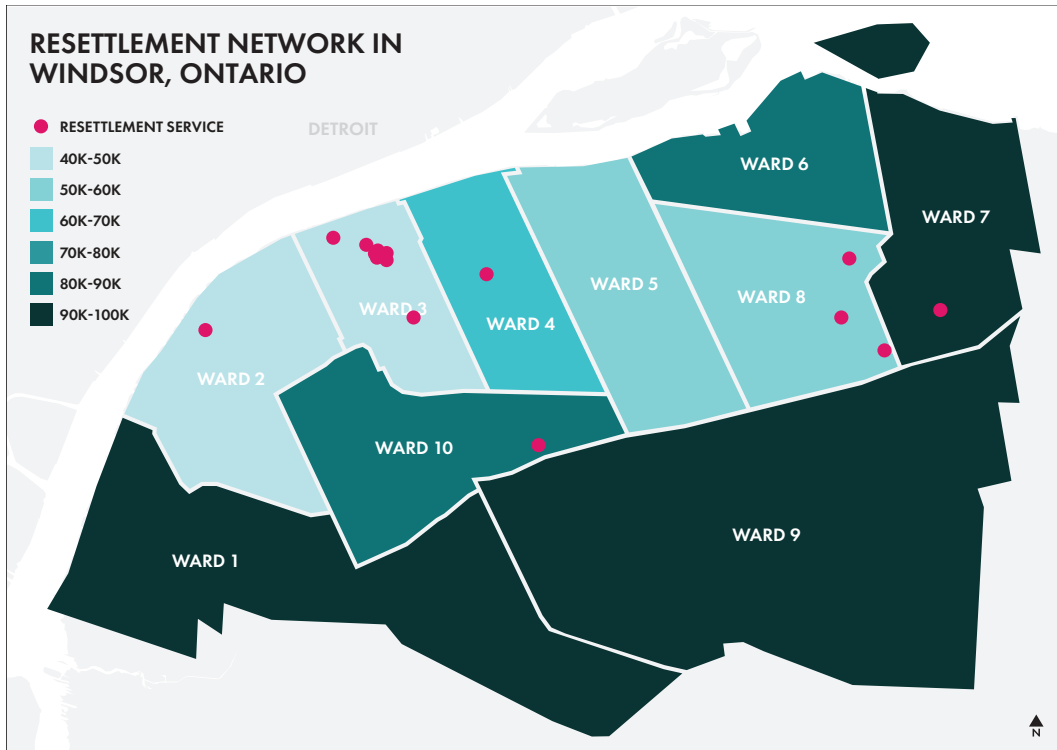 RESETTLEMENT NETWORK IN
WINDSOR, ONTARIO
RESETTLEMENT SERVICE
40K-50K
50K-60K
60K-70K
70K-80K
80K-90K
90K-100K
DETROIT
WARD 6
WARD 7
WARD 5
WARD 8
WARD 3
WARD 4
WARD 2
WARD 10
WARD 9
WARD 1
N